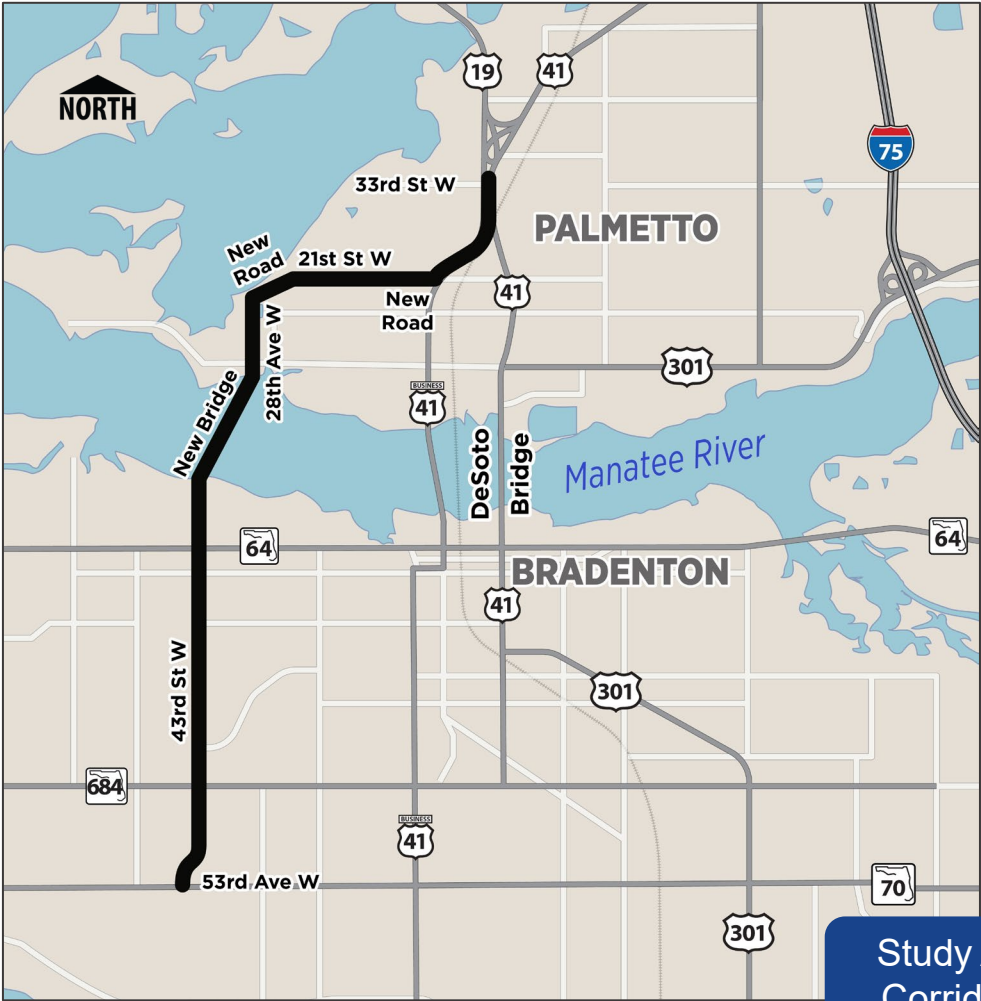 19
41
NORTH
75
33rd St W
PALMETTO
New
Road
21st St W
41
New
Road
28th Ave W
301
BUSINESS
41
New Bridge
DeSoto
Bridge
Manatee River
64
64
BRADENTON
41
43rd St W
301
684
BUSINESS
41
53rd Ave W
70
301
Study